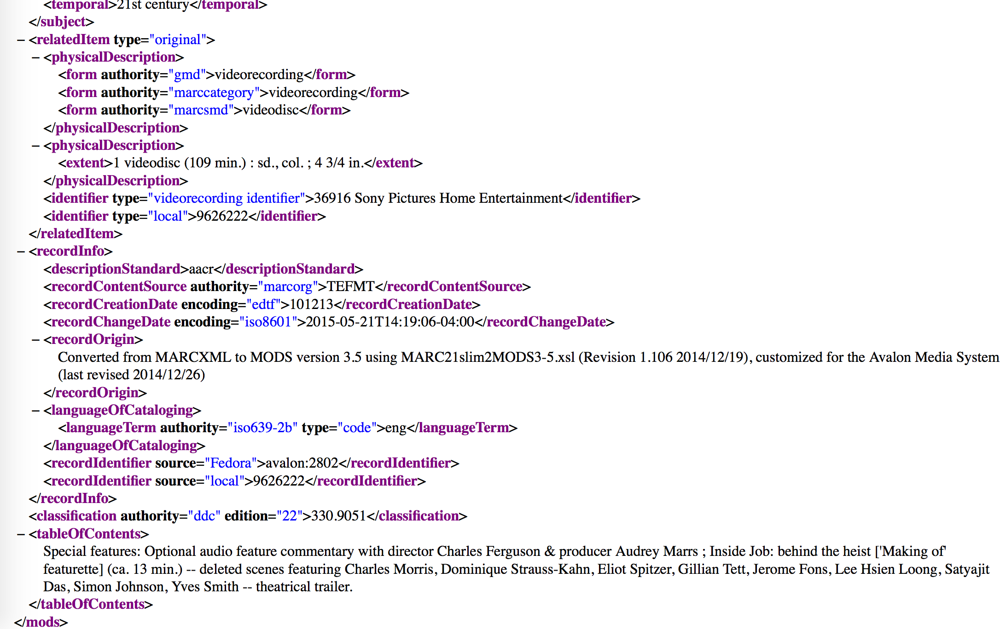 <temporal>21st century</temporal>
</subject>
– <relatedItem type="original">
– <physicalDescription>
<form authority="gmd">videorecording</form>
<form authority="marccategory">videorecording</form>
<form authority="marcsmd">videodisc</form>
</physicalDescription>
– <physicalDescription>
<extent>1 videodisc (109 min.) : sd., col. ; 4 3/4 in.</extent>
</physicalDescription>
<identifier type="videorecording identifier">36916 Sony Pictures Home Entertainment</identifier>
<identifier type="local">9626222</identifier>
</relatedItem>
– <recordInfo>
<descriptionStandard>aacr</descriptionStandard>
<recordContentSource authority="marcorg">TEFMT</recordContentSource>
<recordCreationDate encoding="edtf">101213</recordCreationDate>
<recordChangeDate encoding="iso8601">2015-05-21T14:19:06-04:00</recordChangeDate>
– <recordOrigin>
Converted from MARCXML to MODS version 3.5 using MARC21slim2MODS3-5.xsl (Revision 1.106 2014/12/19), customized for the Avalon Media System
(last revised 2014/12/26)
</recordOrigin>
– <languageOfCataloging>
<languageTerm authority="iso639-2b" type="code">eng</languageTerm>
</languageOfCataloging>
<recordIdentifier source="Fedora">avalon:2802</recordIdentifier>
<recordIdentifier source="local">9626222</recordIdentifier>
</recordInfo>
<classification authority="ddc" edition="22">330.9051</classification>
– <tableOfContents>
Special features: Optional audio feature commentary with director Charles Ferguson & producer Audrey Marrs ; Inside Job: behind the heist ['Making of'
featurette] (ca. 13 min.) -- deleted scenes featuring Charles Morris, Dominique Strauss-Kahn, Eliot Spitzer, Gillian Tett, Jerome Fons, Lee Hsien Loong, Satyajit
Das, Simon Johnson, Yves Smith -- theatrical trailer.
</tableOfContents>
</mods>